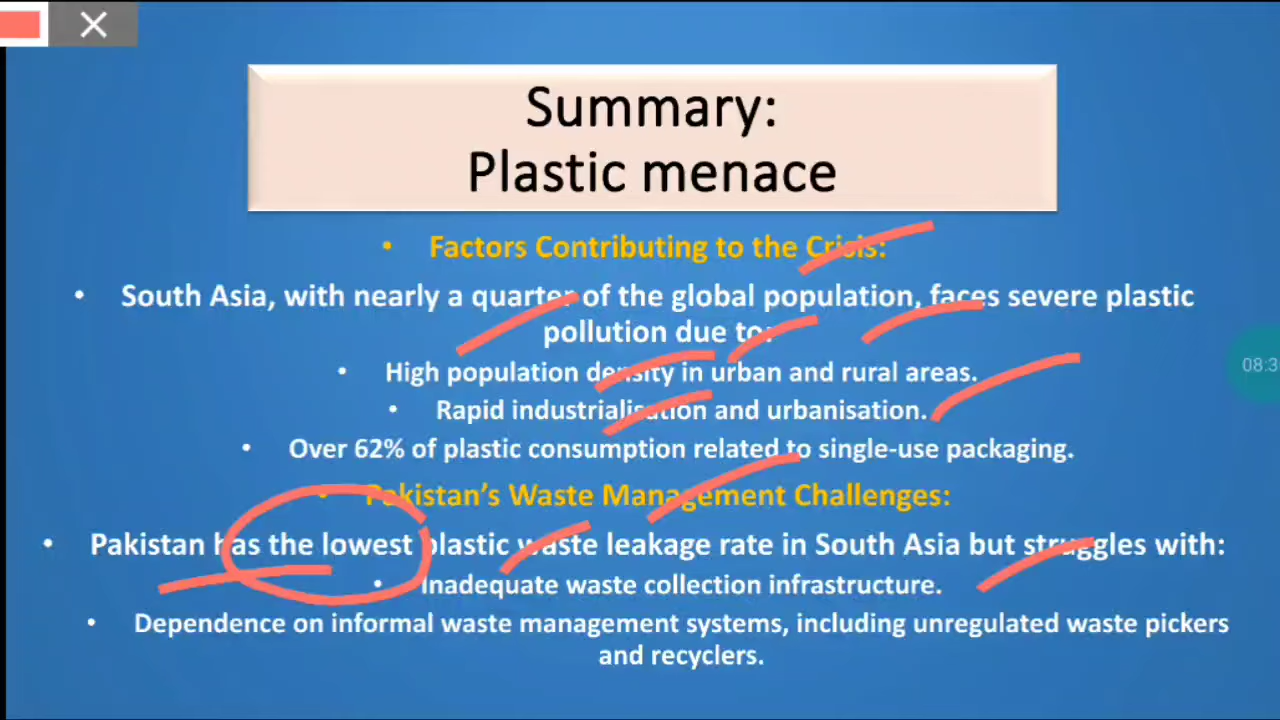 Summary:
Plastic menace
• Factors Contributing to the Crisis:
• South Asia, with nearly a quarter of the global population, faces severe plastic
pollution due to:
• High population density in urban and rural areas.
• Rapid industrialisation and urbanisation.
• Over 62% of plastic consumption related to single-use packaging.
• Pakistan's Waste Management Challenges:
• Pakistan has the lowest plastic waste leakage rate in South Asia but struggles with:
• Inadequate waste collection infrastructure.
• Dependence on informal waste management systems, including unregulated waste pickers
and recyclers.
08:3